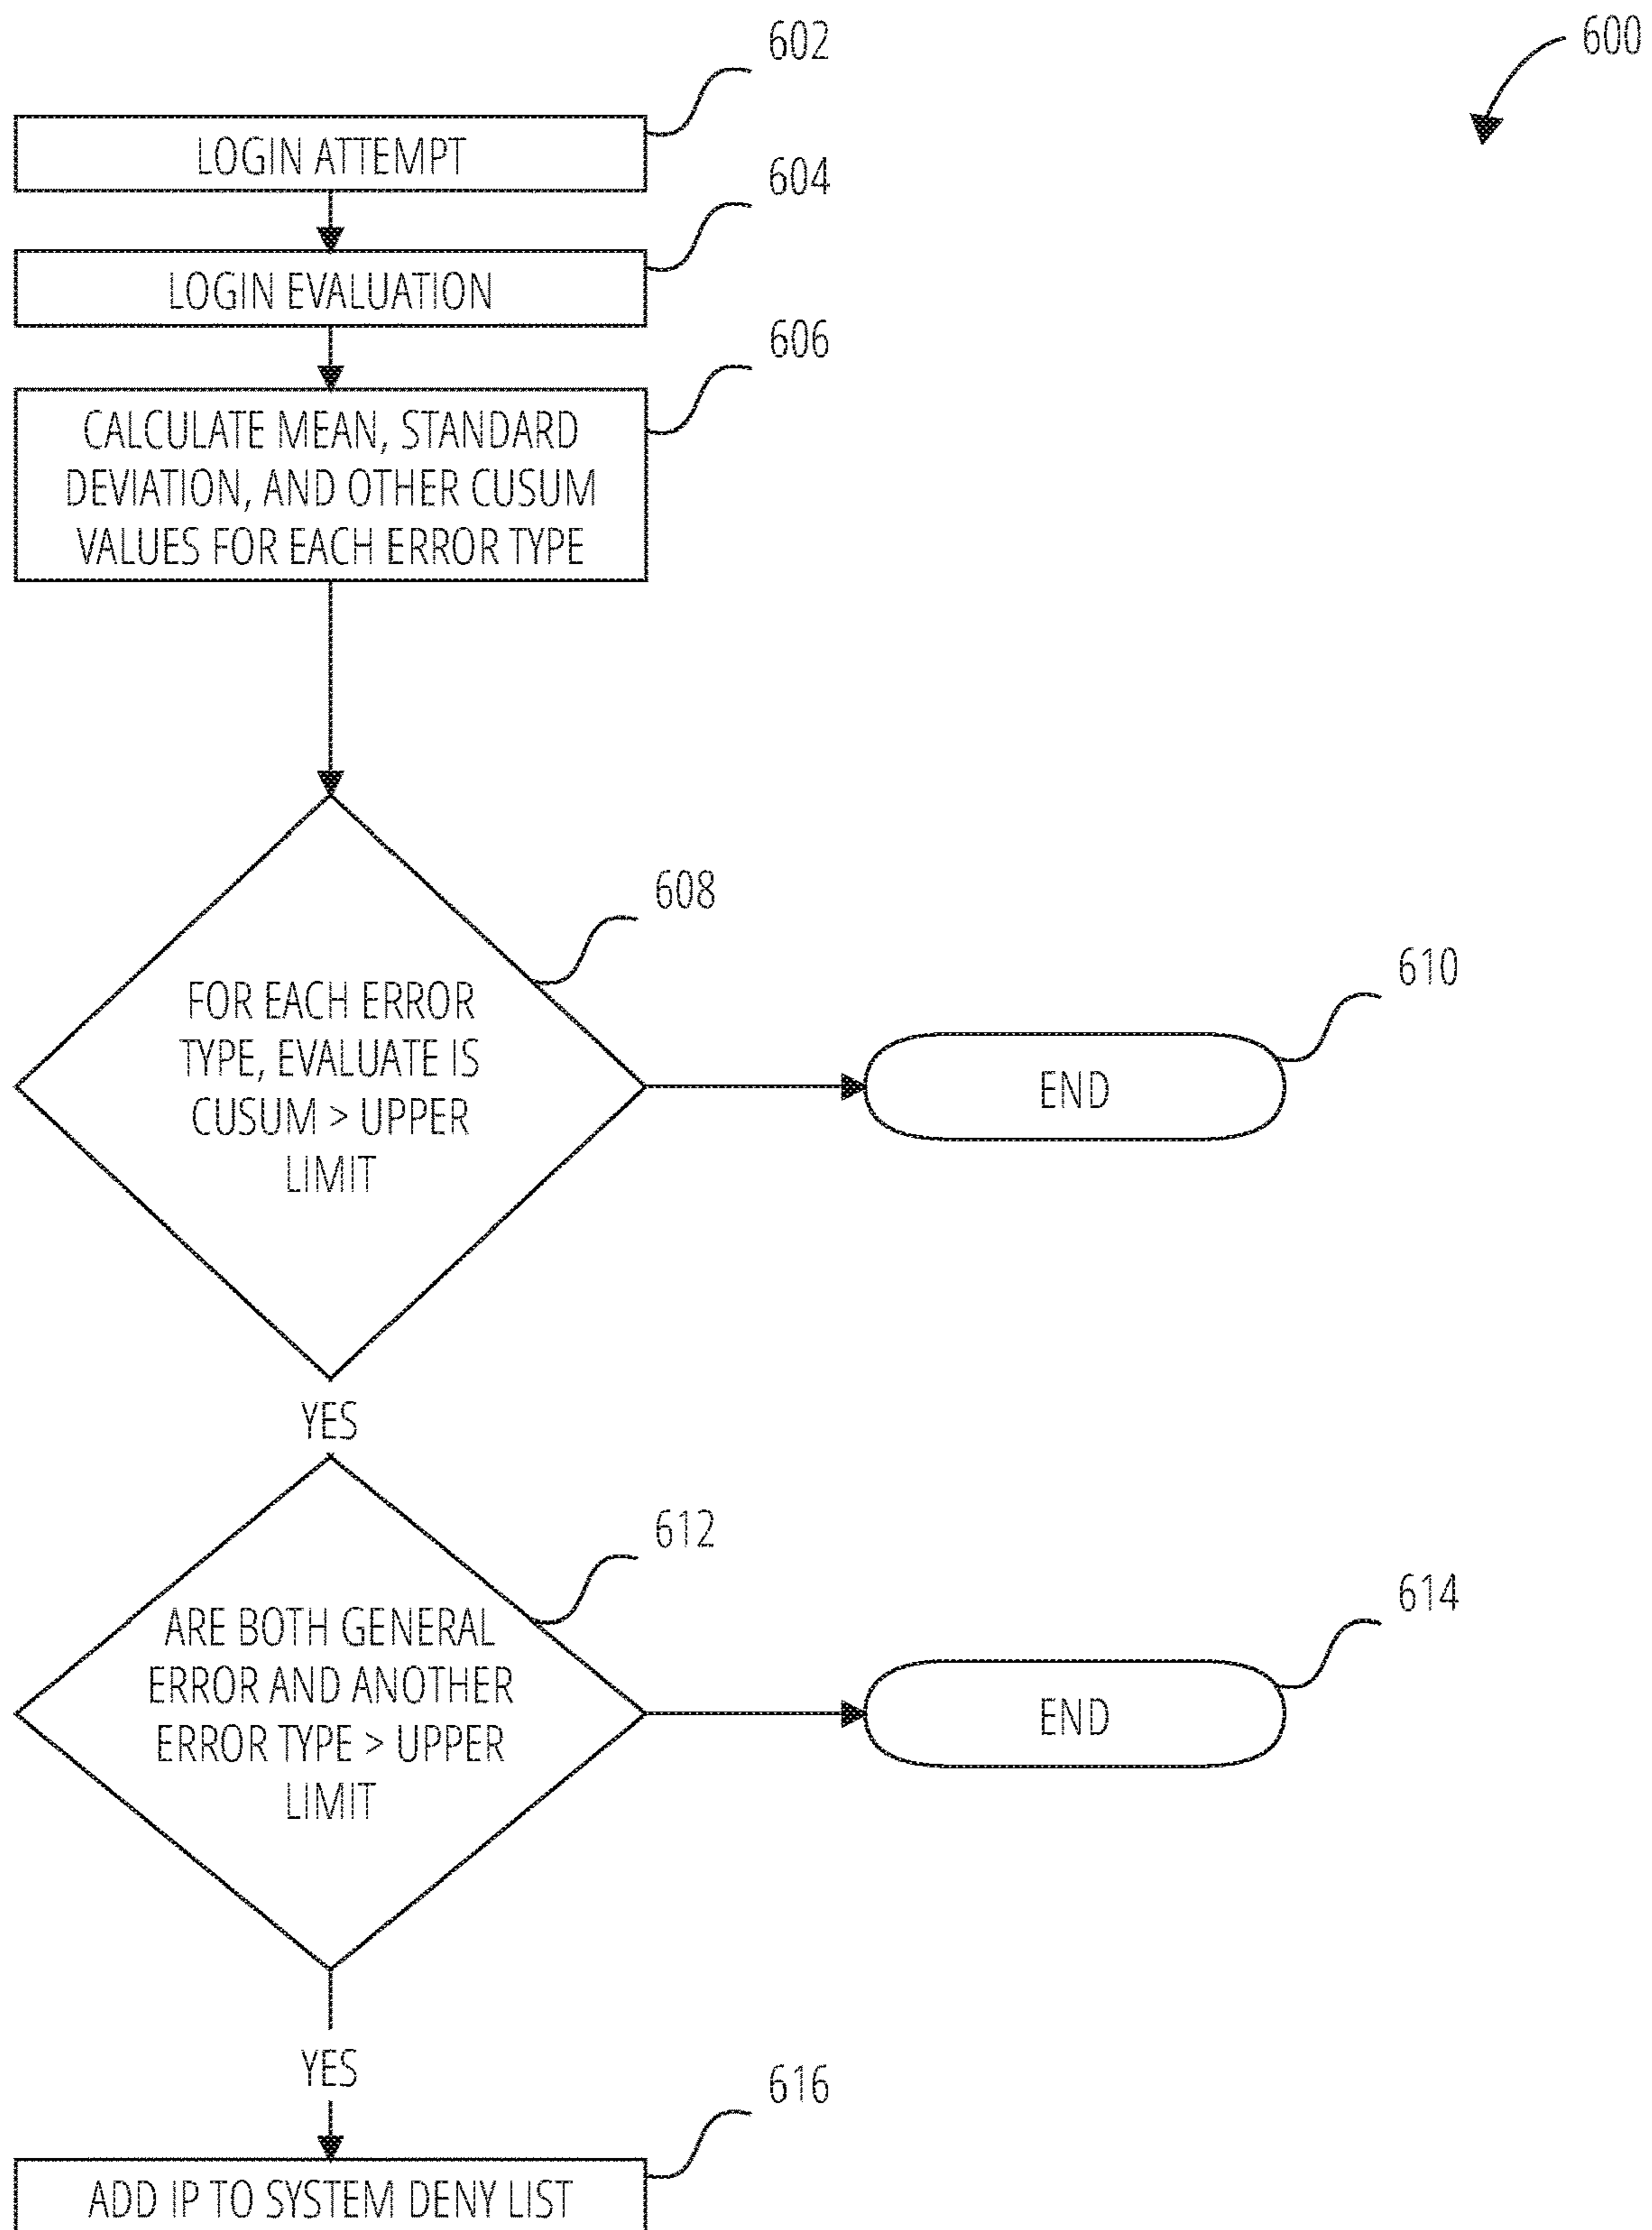 600
602
LOGIN ATTEMPT
604
LOGIN EVALUATION
606
CALCULATE MEAN, STANDARD
DEVIATION, AND OTHER CUSUM
VALUES FOR EACH ERROR TYPE
608
FOR EACH ERROR
TYPE, EVALUATE IS
CUSUM > UPPER
LIMIT
610
END
YES
612
ARE BOTH GENERAL
ERROR AND ANOTHER
ERROR TYPE > UPPER
LIMIT
614
END
YES
616
ADD IP TO SYSTEM DENY LIST